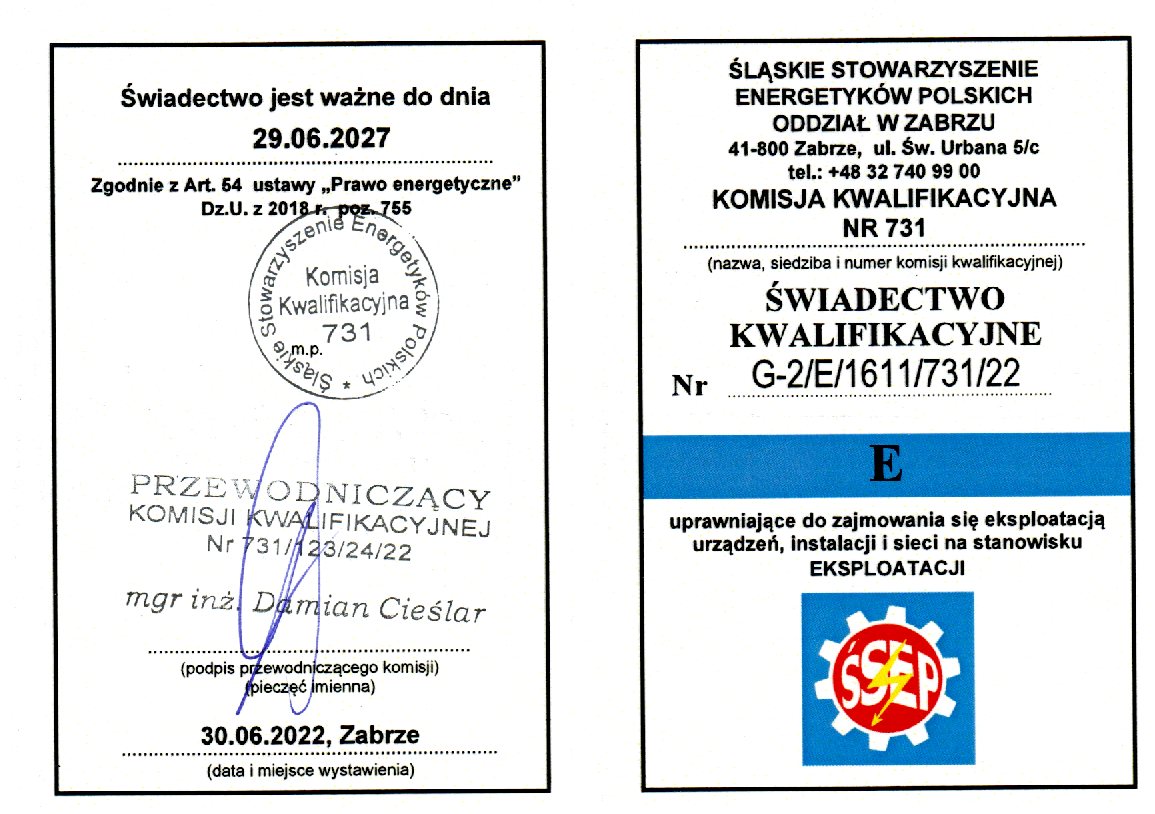 Świadectwo jest ważne do dnia
29.06.2027
Zgodnie z Art. 54 ustawy „Prawo energetyczne”
Dz.U. z 2018 r. poz. 755
Śląskie Stowarzyszenie Energetyków Polskich *
Komisja
Kwalifikacyjna
731
m.p.
PRZEWODNICZĄCY
KOMISJI KWALIFIKACYJNEJ
Nr 731/123/24/22
mgr inż. Damian Cieślar
(podpis przewodniczącego komisji)
(pieczęć imienna)
30.06.2022, Zabrze
(data i miejsce wystawienia)
ŚLĄSKIE STOWARZYSZENIE
ENERGETYKÓW POLSKICH
ODDZIAŁ W ZABRZU
41-800 Zabrze, ul. Św. Urbana 5/c
tel.: +48 32 740 99 00
KOMISJA KWALIFIKACYJNA
NR 731
(nazwa, siedziba i numer komisji kwalifikacyjnej)
ŚWIADECTWO
KWALIFIKACYJNE
Nr G-2/E/1611/731/22
E
uprawniające do zajmowania się eksploatacją
urządzeń, instalacji i sieci na stanowisku
EKSPLOATACJI
ŚSEP